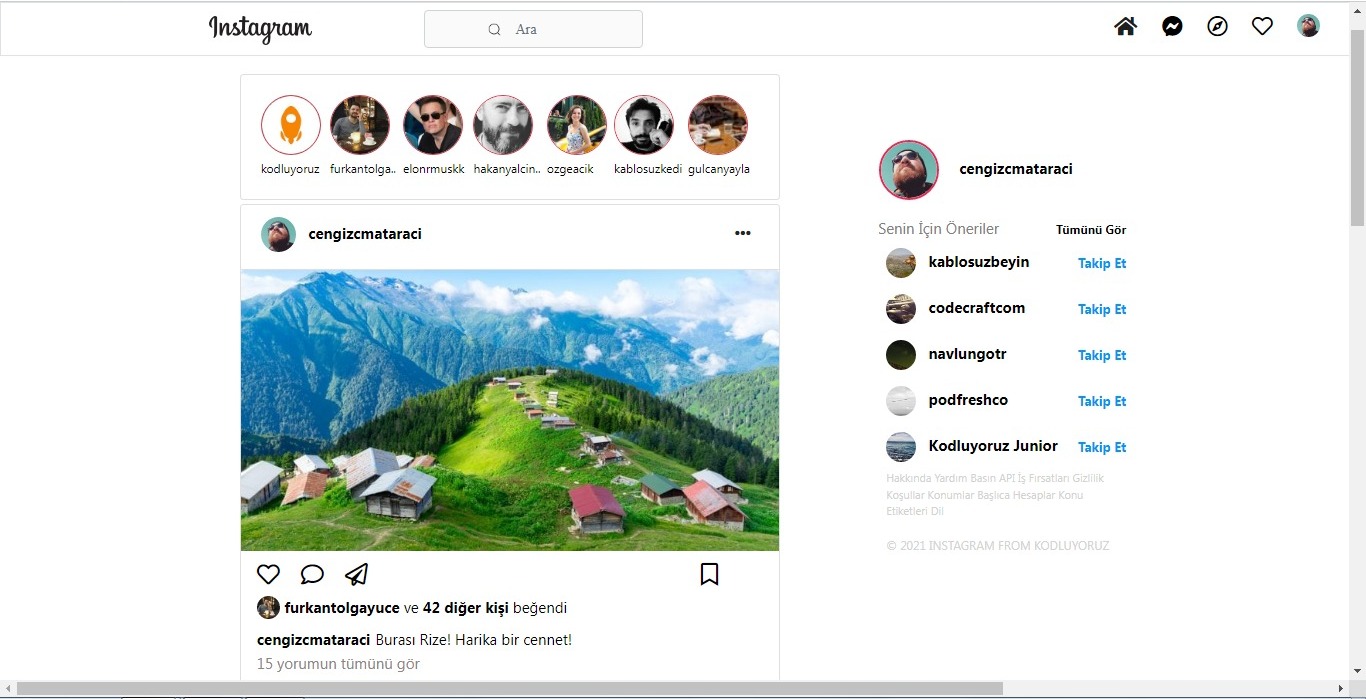 Instagram
Ara
kodluyoruz furkantolga.. elonrmuskk hakanyalcin.. ozgeacik kablosuzkedi gulcanyayla
cengizcmataraci
cengizcmataraci
Senin İçin Öneriler Tümünü Gör
kablosuzbeyin Takip Et
codecraftcom Takip Et
navlungotr Takip Et
podfreshco Takip Et
Kodluyoruz Junior Takip Et
Hakkında Yardım Basın API İş Fırsatları Gizlilik
Koşullar Konumlar Başlıca Hesaplar Konu
Etiketleri Dil
© 2021 INSTAGRAM FROM KODLUYORUZ
furkantolgayuce ve 42 diğer kişi beğendi
cengizcmataraci Burası Rize! Harika bir cennet!
15 yorumun tümünü gör